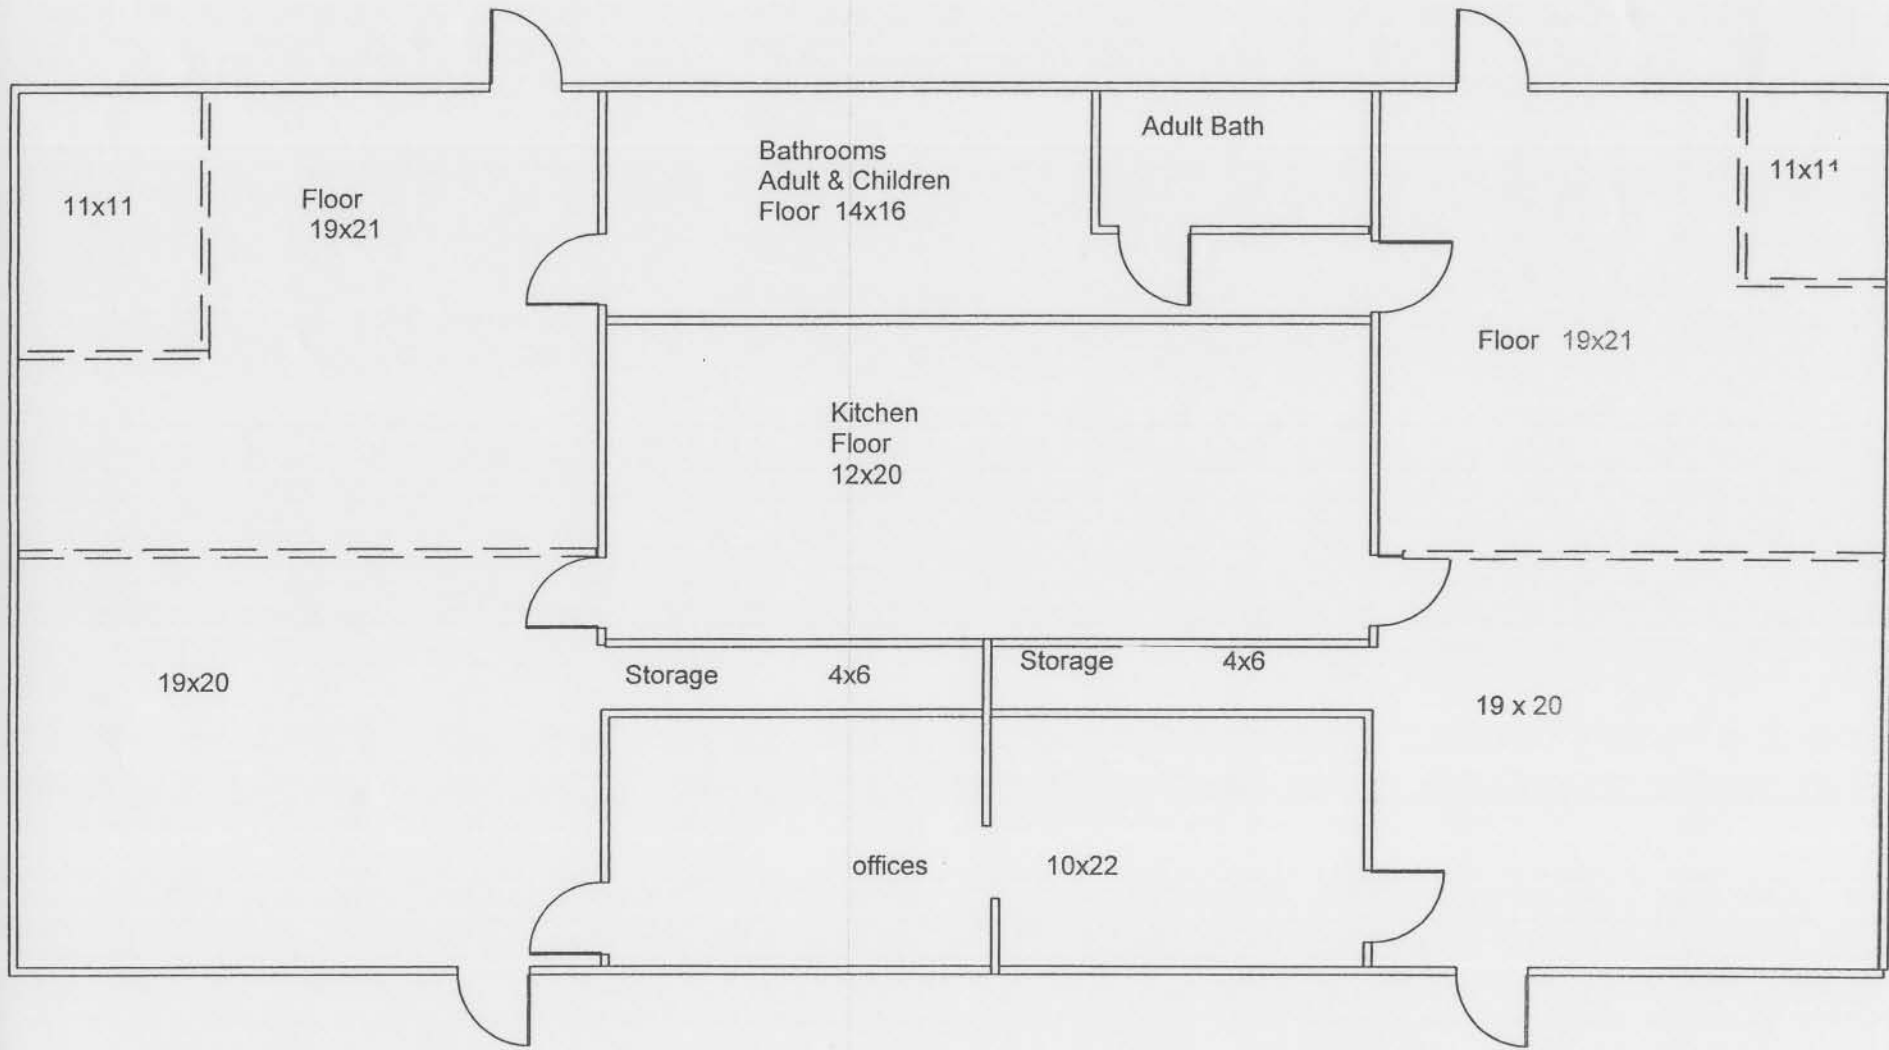 Adult Bath
Bathrooms
Adult & Children
Floor 14x16
11x11
Floor
19x21
11x11
Floor 19x21
Kitchen
Floor
12x20
Storage 4x6
Storage 4x6
19x20
19 x 20
offices 10x22